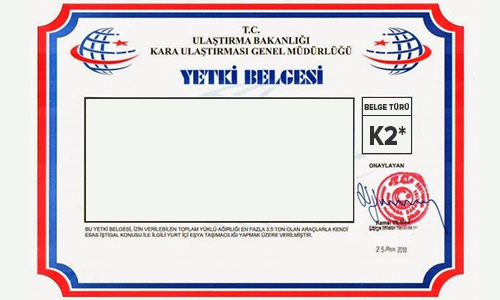 T.C.
ULAŞTIRMA BAKANLIĞI
KARA ULAŞTIRMASI GENEL MÜDÜRLÜĞÜ
YETKİ BELGESİ
BELGE TÜRÜ
K2*
ONAYLAYAN
BU YETKİ BELGESİ, İZİN VERİLEBİLEN TOPLAM YÜKLÜ AĞIRLIĞI EN FAZLA 3.5 TON OLAN ARAÇLARLA KENDİ
ESAS İŞTİGAL KONUSU İLE İLGİLİ YURT İÇİ EŞYA TAŞIMACILIĞI YAPMAK ÜZERE VERİLMİŞTİR.